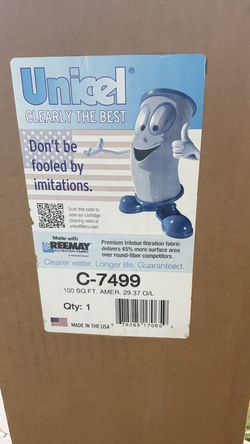 Unicel®
CLEARLY THE BEST
Don't be
fooled by
imitations.
Scan this code to
view our cartridge
cleaning video at
unicelfilters.com
Made with
REEMAY
FILTRATION FABRIC
Premium trilobal filtration fabric
delivers 45% more surface area
over round-fiber competitors.
Clearer water. Longer life. Guaranteed.
C-7499
100 SQ.FT. AMER. 29.37 O/L
Qty: 1
MADE IN THE USA
78285 17065